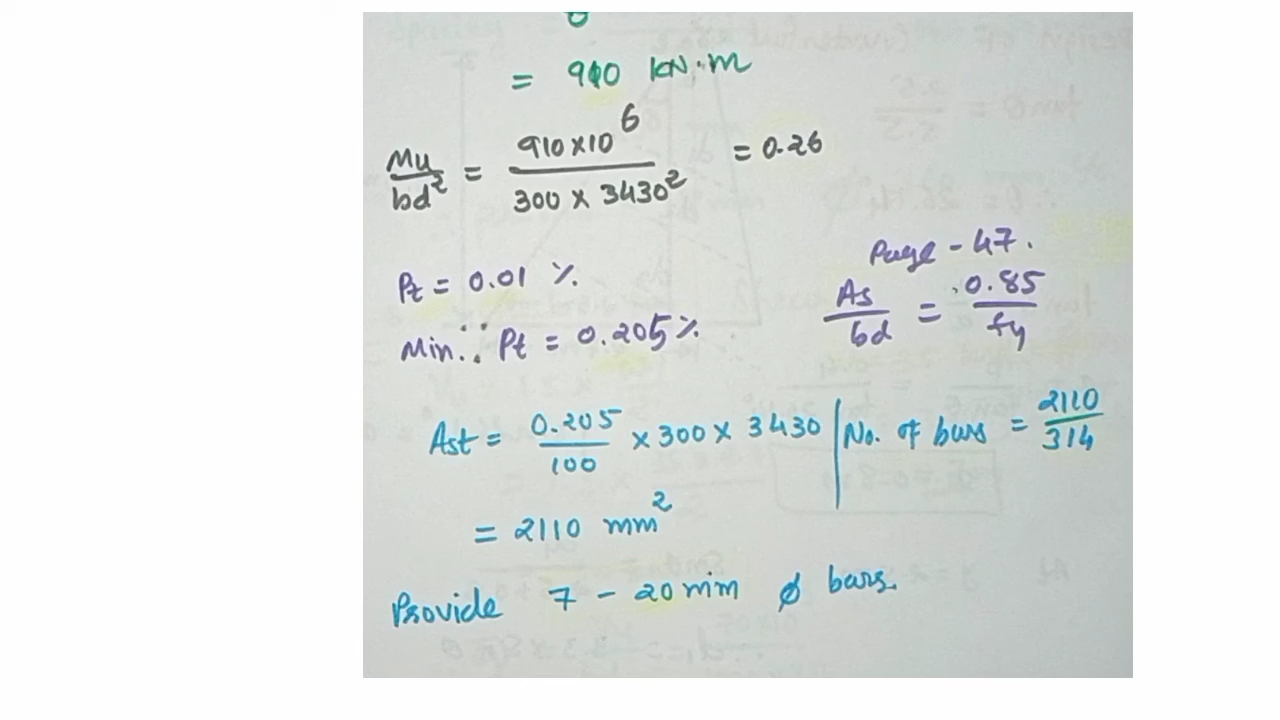 = 910 KN.m
Mu/bd² = 910×10⁶/300 × 3430² = 0.26
Page - 47.
Pt = 0.01 %
As/bd = 0.85/fy
Min. ∴ Pt = 0.205%
Ast = 0.205/100 × 300 × 3430 | No. of bars = 2110/314
= 2110 mm²
Provide 7 - 20 mm ϕ bars.